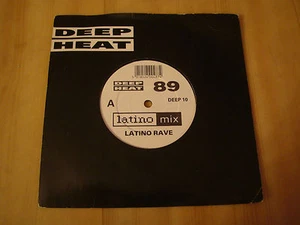 DEEP
HEAT
DEEP
HEAT
89
A
DEEP 10
latino mix
LATINO RAVE